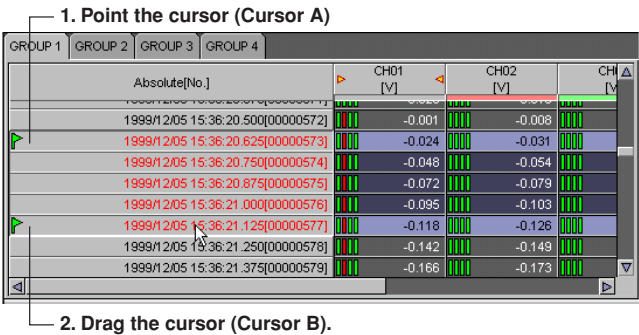 1. Point the cursor (Cursor A)
GROUP 1 GROUP 2 GROUP 3 GROUP 4
Absolute[No.] CH01 CH02
[V] [V]
1999/12/05 15:36:20.500[00000572] -0.001 -0.008
1999/12/05 15:36:20.625[00000573] -0.024 -0.031
1999/12/05 15:36:20.750[00000574] -0.048 -0.054
1999/12/05 15:36:20.875[00000575] -0.072 -0.079
1999/12/05 15:36:21.000[00000576] -0.095 -0.103
1999/12/05 15:36:21.125[00000577] -0.118 -0.126
1999/12/05 15:36:21.250[00000578] -0.142 -0.149
1999/12/05 15:36:21.375[00000579] -0.166 -0.173
2. Drag the cursor (Cursor B).